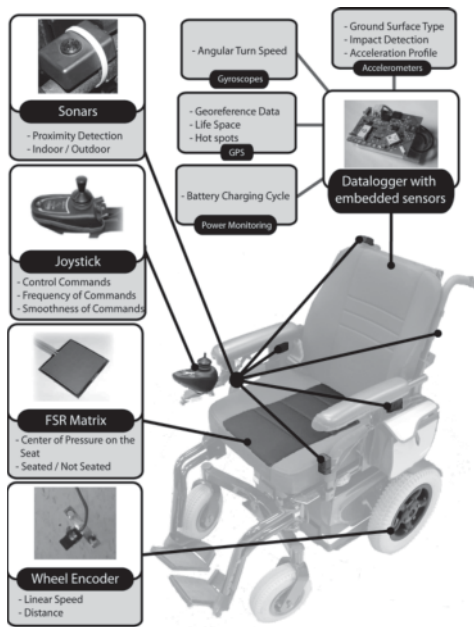 Sonars
- Proximity Detection
- Indoor / Outdoor
Joystick
- Control Commands
- Frequency of Commands
- Smoothness of Commands
FSR Matrix
- Center of Pressure on the
Seat
- Seated / Not Seated
Wheel Encoder
- Linear Speed
- Distance
- Angular Turn Speed
Gyroscopes
- Georeference Data
- Life Space
- Hot spots
GPS
- Battery Charging Cycle
Power Monitoring
- Ground Surface Type
- Impact Detection
- Acceleration Profile
Accelerometers
Datalogger with
embedded sensors